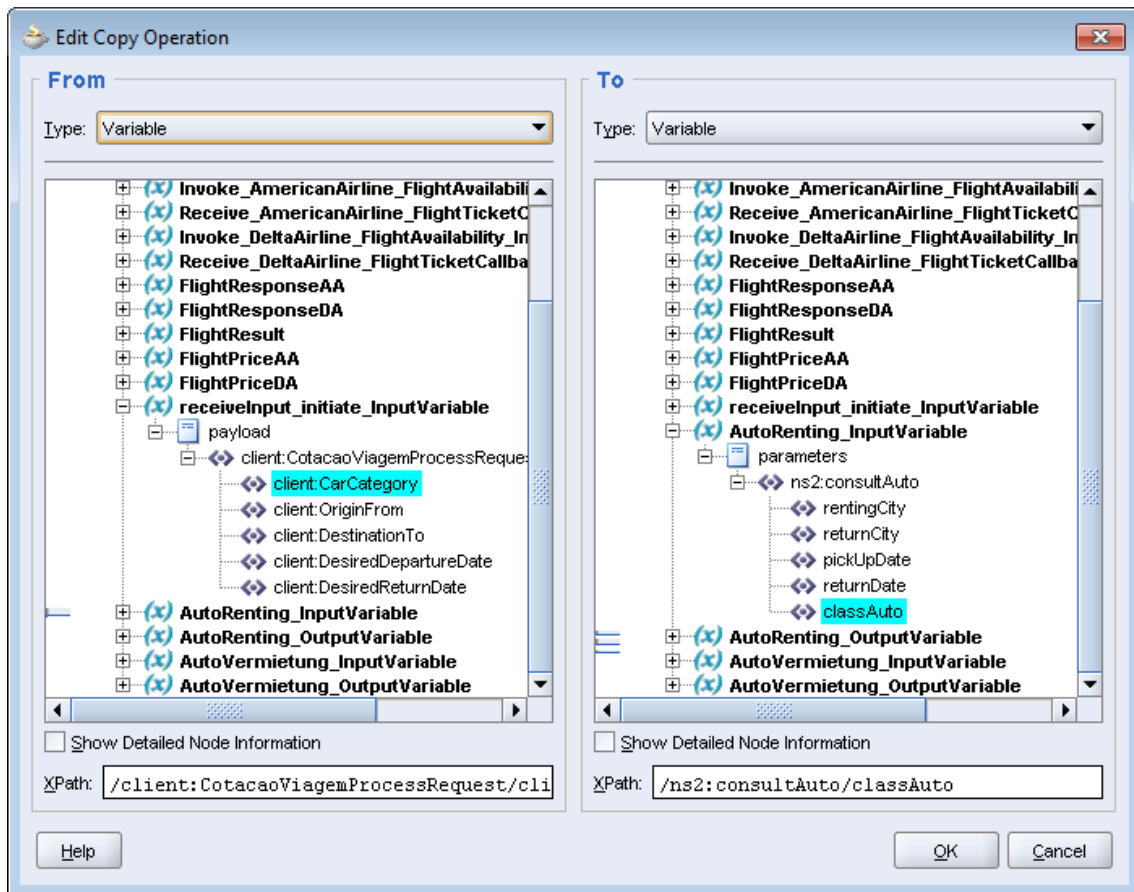 Edit Copy Operation
From
Type: Variable
Invoke_AmericanAirline_FlightAvailabili
Receive_AmericanAirline_FlightTicketC
Invoke_DeltaAirline_FlightAvailability_In
Receive_DeltaAirline_FlightTicketCallba
FlightResponseAA
FlightResponseDA
FlightResult
FlightPriceAA
FlightPriceDA
receiveInput_initiate_InputVariable
payload
client:CotacaoViagemProcessReque
client:CarCategory
client:OriginFrom
client:DestinationTo
client:DesiredDepartureDate
client:DesiredReturnDate
AutoRenting_InputVariable
AutoRenting_OutputVariable
AutoVermietung_InputVariable
AutoVermietung_OutputVariable
Show Detailed Node Information
XPath: /client:CotacaoViagemProcessRequest/cli
To
Type: Variable
Invoke_AmericanAirline_FlightAvailabili
Receive_AmericanAirline_FlightTicketC
Invoke_DeltaAirline_FlightAvailability_In
Receive_DeltaAirline_FlightTicketCallba
FlightResponseAA
FlightResponseDA
FlightResult
FlightPriceAA
FlightPriceDA
receiveInput_initiate_InputVariable
AutoRenting_InputVariable
parameters
ns2:consultAuto
rentingCity
returnCity
pickUpDate
returnDate
classAuto
AutoRenting_OutputVariable
AutoVermietung_InputVariable
AutoVermietung_OutputVariable
Show Detailed Node Information
XPath: /ns2:consultAuto/classAuto
Help
OK
Cancel